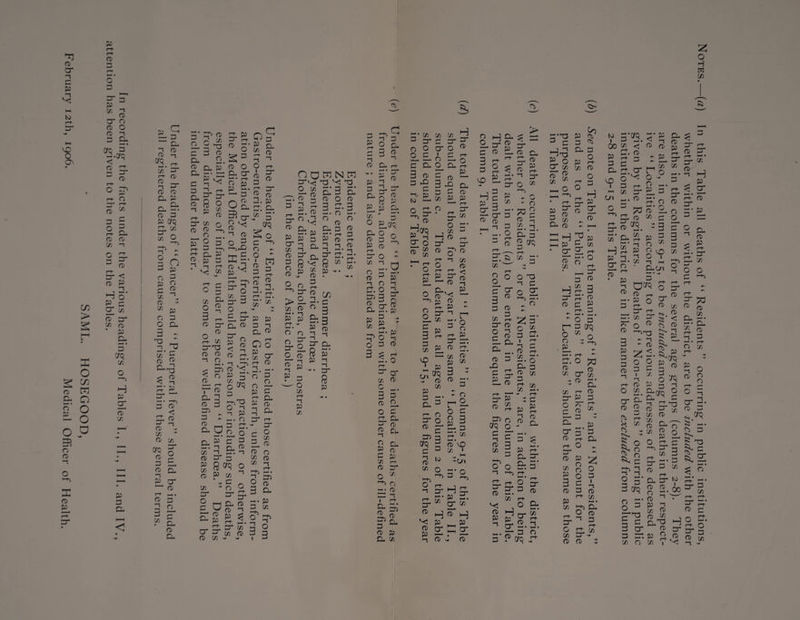 NOTES.—(a) In this Table all deaths of “ Residents ” occurring in public institutions,
whether within or without the district, are to be included with the other
deaths in the columns for the several age groups (columns 2-8). They
are also, in columns 9-15, to be included among the deaths in their respect-
ive “ Localities ” according to the previous addresses of the deceased as
given by the Registrars. Deaths of “ Non-residents ” occurring in public
institutions in the district are in like manner to be excluded from columns
2-8 and 9-15 of this Table.
(b) See note on Table I. as to the meaning of “ Residents ” and “ Non-residents,”
and as to the “ Public Institutions ” to be taken into account for the
purposes of these Tables. The “ Localities ” should be the same as those
in Tables II. and III.
(c) All deaths occurring in public institutions situated within the district,
whether of “ Residents ” or of “ Non-residents,” are, in addition to being
dealt with as in note (a) to be entered in the last column of this Table.
The total number in this column should equal the figures for the year in
column 9, Table I.
(d) The total deaths in the several “ Localities ” in columns 9-15 of this Table
should equal those for the year in the same “ Localities ” in Table II.,
sub-columns c. The total deaths at all ages in column 2 of this Table
should equal the gross total of columns 9-15, and the figures for the year
in column 12 of Table I.
(e) Under the heading of “ Diarrhœa ” are to be included deaths certified as
from diarrhœa, alone or in combination with some other cause of ill-defined
nature ; and also deaths certified as from
Epidemic enteritis ;
Zymotic enteritis ;
Epidemic diarrhœa. Summer diarrhœa ;
Dysentery and dysenteric diarrhœa ;
Choleraic diarrhœa, cholera, cholera nostras
(in the absence of Asiatic cholera.)
Under the heading of “ Enteritis ” are to be included those certified as from
Gastro-enteritis, Muco-enteritis, and Gastric catarrh, unless from inform-
ation obtained by enquiry from the certifying practioner or otherwise,
the Medical Officer of Health should have reason for including such deaths,
especially those of infants, under the specific term “ Diarrhœa.” Deaths
from diarrhœa secondary to some other well-defined disease should be
included under the latter.
Under the headings of “ Cancer ” and “ Puerperal fever ” should be included
all registered deaths from causes comprised within these general terms.
In recording the facts under the various headings of Tables I., II., III. and IV.,
attention has been given to the notes on the Tables.
SAML. HOSEGOOD,
Medical Officer of Health.
February 12th, 1906.